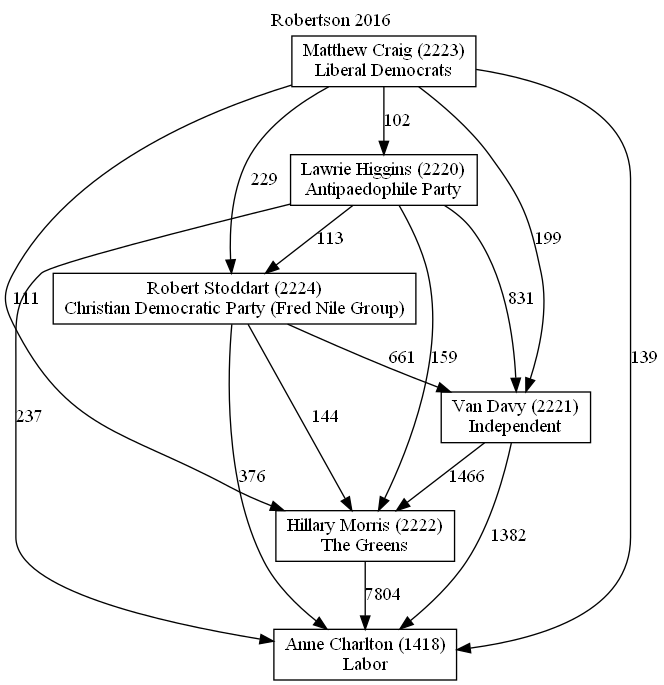 Robertson 2016
Matthew Craig (2223)
Liberal Democrats
102
Lawrie Higgins (2220)
Antipaedophile Party
229
113
199
Robert Stoddart (2224)
Christian Democratic Party (Fred Nile Group)
111
831
661
159
139
Van Davy (2221)
Independent
237
144
376
1466
Hillary Morris (2222)
The Greens
1382
7804
Anne Charlton (1418)
Labor